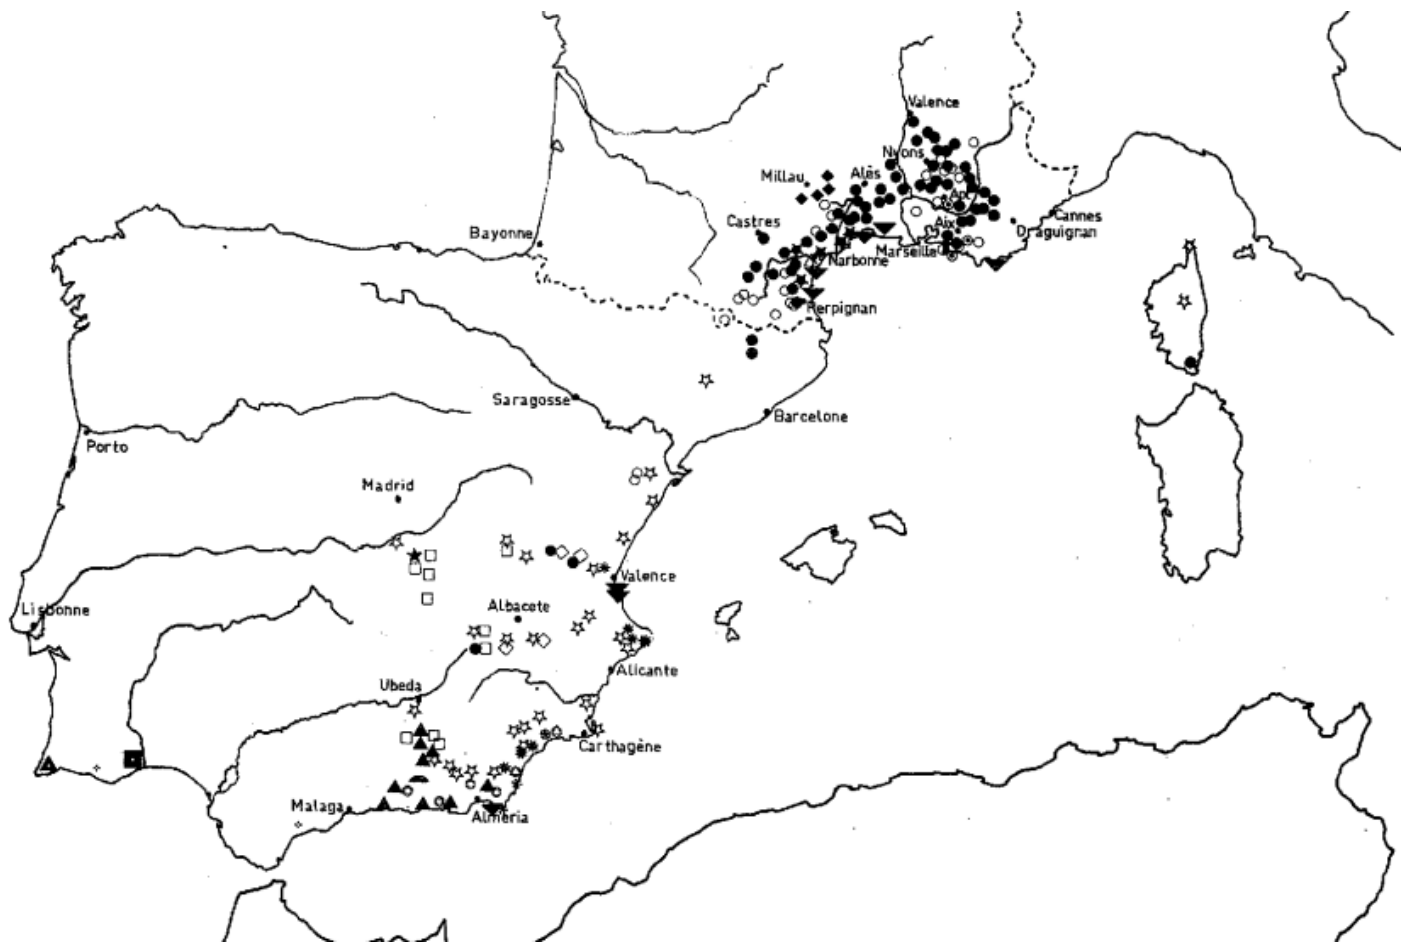 Valence
Nyons
Millau
Alès
Ap
Castres
Cannes
Aix
Draguignan
Bayonne
Marseille
Narbonne
Perpignan
Saragosse
Barcelone
Porto
Madrid
Valence
Lisbonne
Albacete
Alicante
Ubeda
Carthagène
Malaga
Almeria